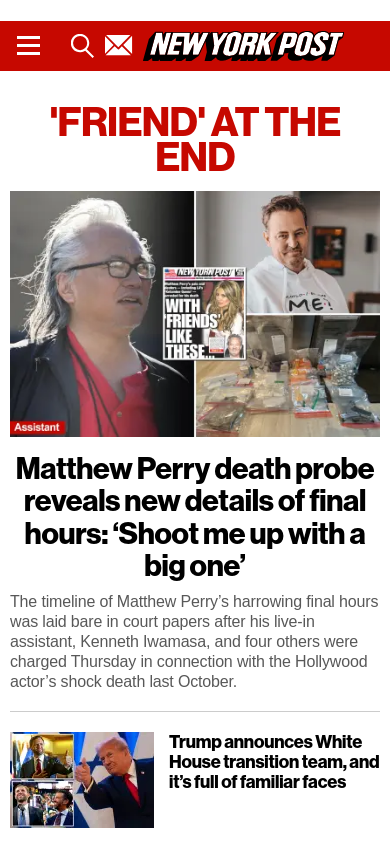 NEW YORK POST
'FRIEND' AT THE
END
NEW YORK POST
WITH
'FRIENDS'
LIKE
THESE...
ME!
Assistant
Matthew Perry death probe
reveals new details of final
hours: ‘Shoot me up with a
big one’
The timeline of Matthew Perry’s harrowing final hours
was laid bare in court papers after his live-in
assistant, Kenneth Iwamasa, and four others were
charged Thursday in connection with the Hollywood
actor’s shock death last October.
Trump announces White
House transition team, and
it’s full of familiar faces